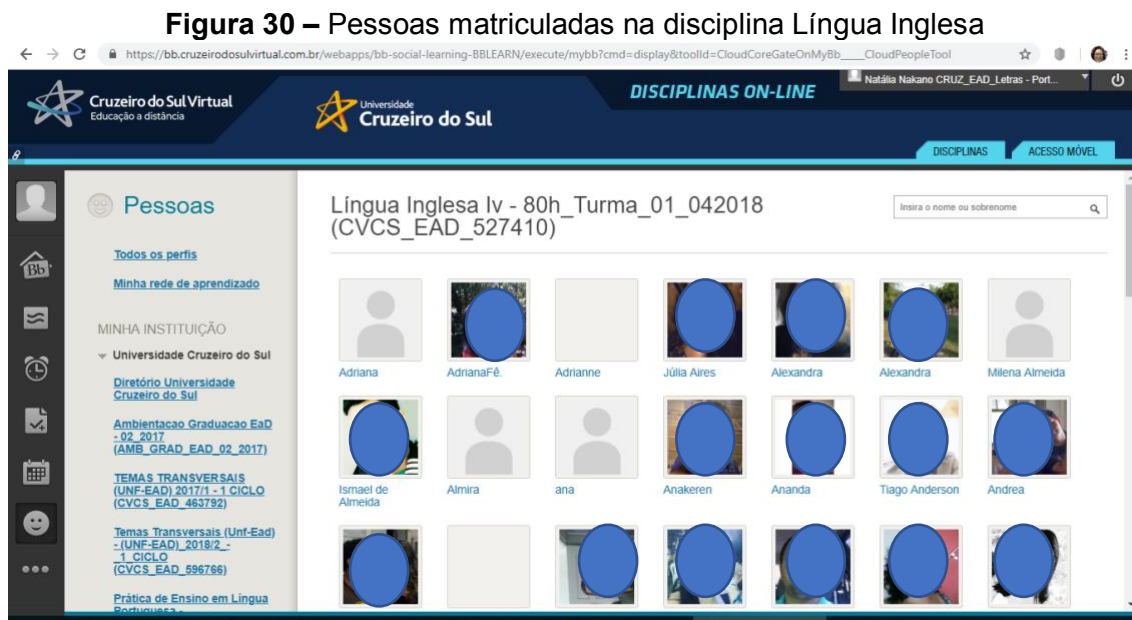 Figura 30 – Pessoas matriculadas na disciplina Língua Inglesa
https://bb.cruzeirodosulvirtual.com.br/webapps/bb-social-learning-BBLEARN/execute/mybb?cmd=display&toolId=CloudCoreGateOnMyBb____CloudPeopleTool
Natália Nakano CRUZ_EAD_Letras - Port...
Cruzeiro do Sul Virtual
Educação a distância
Universidade
Cruzeiro do Sul
DISCIPLINAS ON-LINE
DISCIPLINAS
ACESSO MÓVEL
Bb
Pessoas
Todos os perfis
Minha rede de aprendizado
MINHA INSTITUIÇÃO
Universidade Cruzeiro do Sul
Diretório Universidade
Cruzeiro do Sul
Ambientacao Graduacao EaD
- 02_2017
(AMB_GRAD_EAD_02_2017)
TEMAS TRANSVERSAIS
(UNF-EAD) 2017/1 - 1 CICLO
(CVCS_EAD_463792)
Temas Transversais (Unf-Ead)
- (UNF-EAD)_2018/2_-
_1_CICLO
(CVCS_EAD_596766)
Prática de Ensino em Língua
Portuguesa -
Língua Inglesa Iv - 80h_Turma_01_042018
(CVCS_EAD_527410)
Insira o nome ou sobrenome
Adriana
AdrianaFê.
Adrianne
Júlia Aires
Alexandra
Alexandra
Milena Almeida
Ismael de
Almeida
Almira
ana
Anakeren
Ananda
Tiago Anderson
Andrea